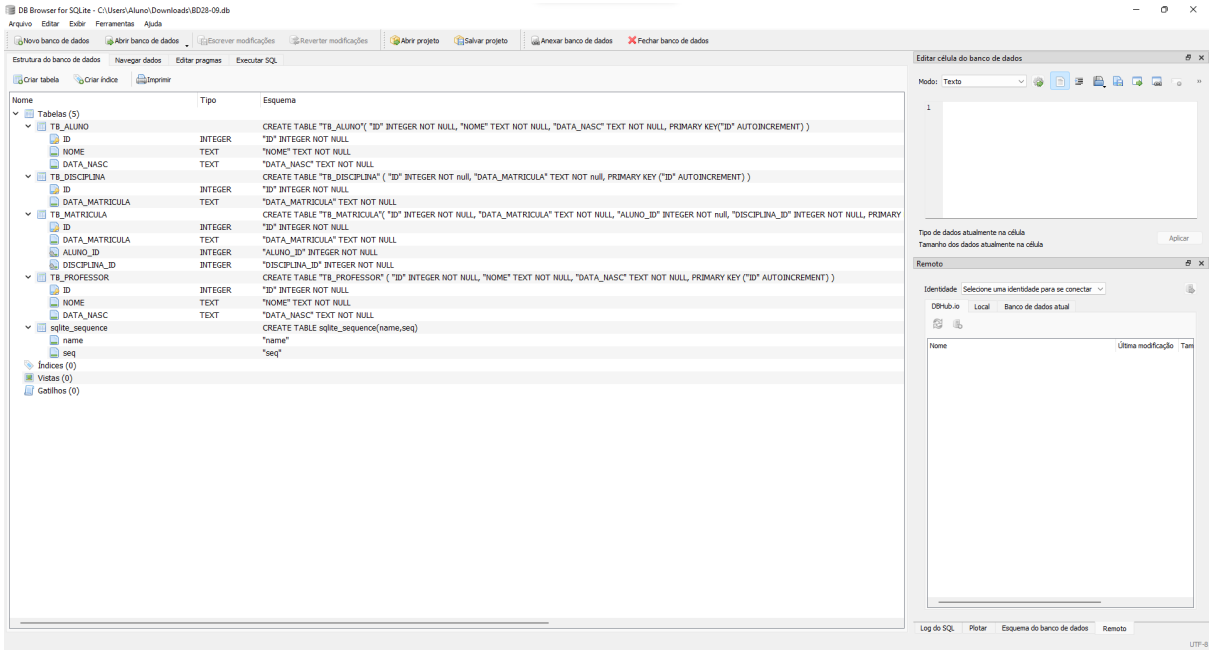 DB Browser for SQLite - C:\Users\Aluno\Downloads\BD28-09.db
Arquivo Editar Exibir Ferramentas Ajuda
Novo banco de dados Abrir banco de dados Escrever modificações Reverter modificações Abrir projeto Salvar projeto Anexar banco de dados Fechar banco de dados
Estrutura do banco de dados Navegar dados Editar pragmas Executar SQL
Criar tabela Criar índice Imprimir
Nome Tipo Esquema
Tabelas (5)
TB_ALUNO CREATE TABLE "TB_ALUNO"( "ID" INTEGER NOT NULL, "NOME" TEXT NOT NULL, "DATA_NASC" TEXT NOT NULL, PRIMARY KEY("ID" AUTOINCREMENT) )
ID INTEGER "ID" INTEGER NOT NULL
NOME TEXT "NOME" TEXT NOT NULL
DATA_NASC TEXT "DATA_NASC" TEXT NOT NULL
TB_DISCIPLINA CREATE TABLE "TB_DISCIPLINA" ( "ID" INTEGER NOT null, "DATA_MATRICULA" TEXT NOT null, PRIMARY KEY ("ID" AUTOINCREMENT) )
ID INTEGER "ID" INTEGER NOT NULL
DATA_MATRICULA TEXT "DATA_MATRICULA" TEXT NOT NULL
TB_MATRICULA CREATE TABLE "TB_MATRICULA"( "ID" INTEGER NOT NULL, "DATA_MATRICULA" TEXT NOT NULL, "ALUNO_ID" INTEGER NOT null, "DISCIPLINA_ID" INTEGER NOT NULL, PRIMARY
ID INTEGER "ID" INTEGER NOT NULL
DATA_MATRICULA TEXT "DATA_MATRICULA" TEXT NOT NULL
ALUNO_ID INTEGER "ALUNO_ID" INTEGER NOT NULL
DISCIPLINA_ID INTEGER "DISCIPLINA_ID" INTEGER NOT NULL
TB_PROFESSOR CREATE TABLE "TB_PROFESSOR" ( "ID" INTEGER NOT NULL, "NOME" TEXT NOT NULL, "DATA_NASC" TEXT NOT NULL, PRIMARY KEY ("ID" AUTOINCREMENT) )
ID INTEGER "ID" INTEGER NOT NULL
NOME TEXT "NOME" TEXT NOT NULL
DATA_NASC TEXT "DATA_NASC" TEXT NOT NULL
sqlite_sequence CREATE TABLE sqlite_sequence(name,seq)
name "name"
seq "seq"
Índices (0)
Vistas (0)
Gatilhos (0)
Editar célula do banco de dados
Modo: Texto
1
Tipo de dados atualmente na célula
Tamanho dos dados atualmente na célula
Aplicar
Remoto
Identidade Selecione uma identidade para se conectar
DBHub.io Local Banco de dados atual
Nome Última modificação Tam
Log do SQL Plotar Esquema do banco de dados Remoto
UTF-8